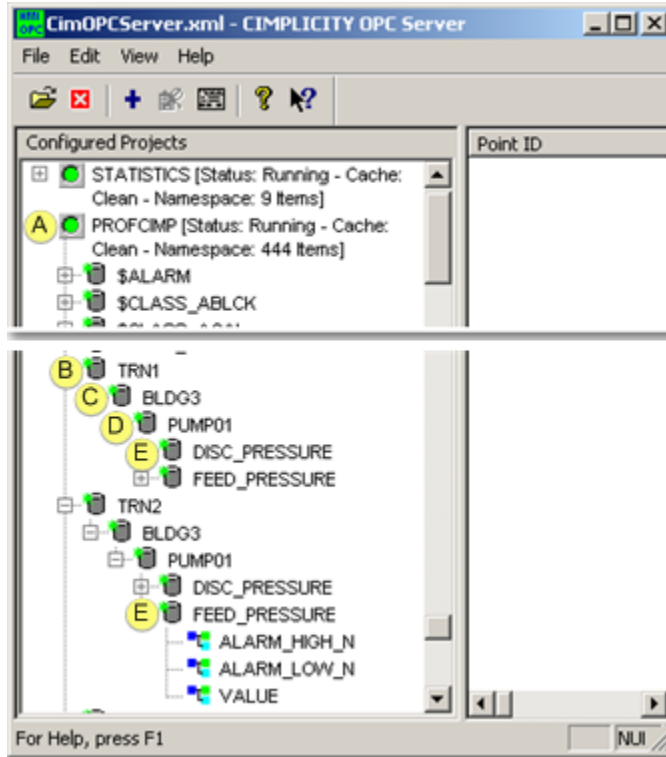 CimOPCServer.xml - CIMPLICITY OPC Server
File Edit View Help
Configured Projects
Point ID
STATISTICS [Status: Running - Cache:
Clean - Namespace: 9 Items]
A PROFCIMP [Status: Running - Cache:
Clean - Namespace: 444 Items]
$ALARM
$CLASS_ABLCK
B TRN1
C BLDG3
D PUMP01
E DISC_PRESSURE
FEED_PRESSURE
TRN2
BLDG3
PUMP01
DISC_PRESSURE
E FEED_PRESSURE
ALARM_HIGH_N
ALARM_LOW_N
VALUE
For Help, press F1
NUI